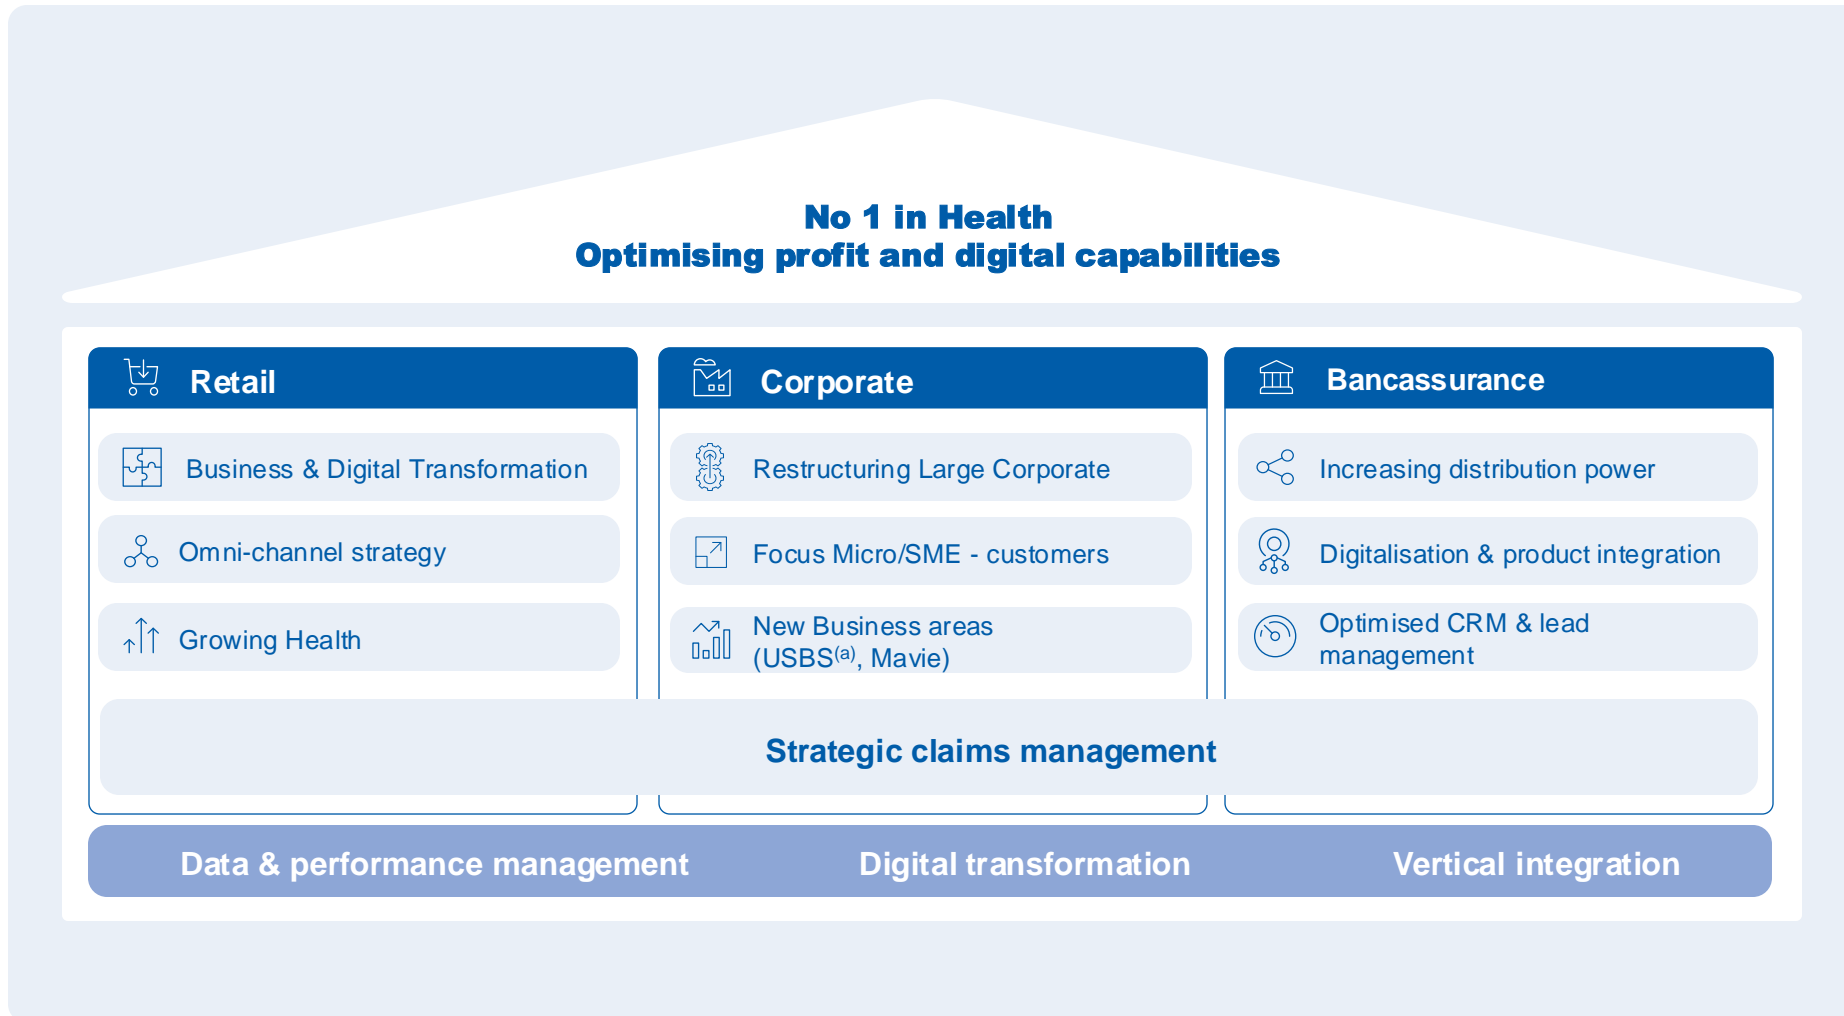 No 1 in Health
Optimising profit and digital capabilities
Retail
Business & Digital Transformation
Omni-channel strategy
Growing Health
Corporate
Restructuring Large Corporate
Focus Micro/SME - customers
New Business areas
(USBS(a), Mavie)
Bancassurance
Increasing distribution power
Digitalisation & product integration
Optimised CRM & lead
management
Strategic claims management
Data & performance management
Digital transformation
Vertical integration